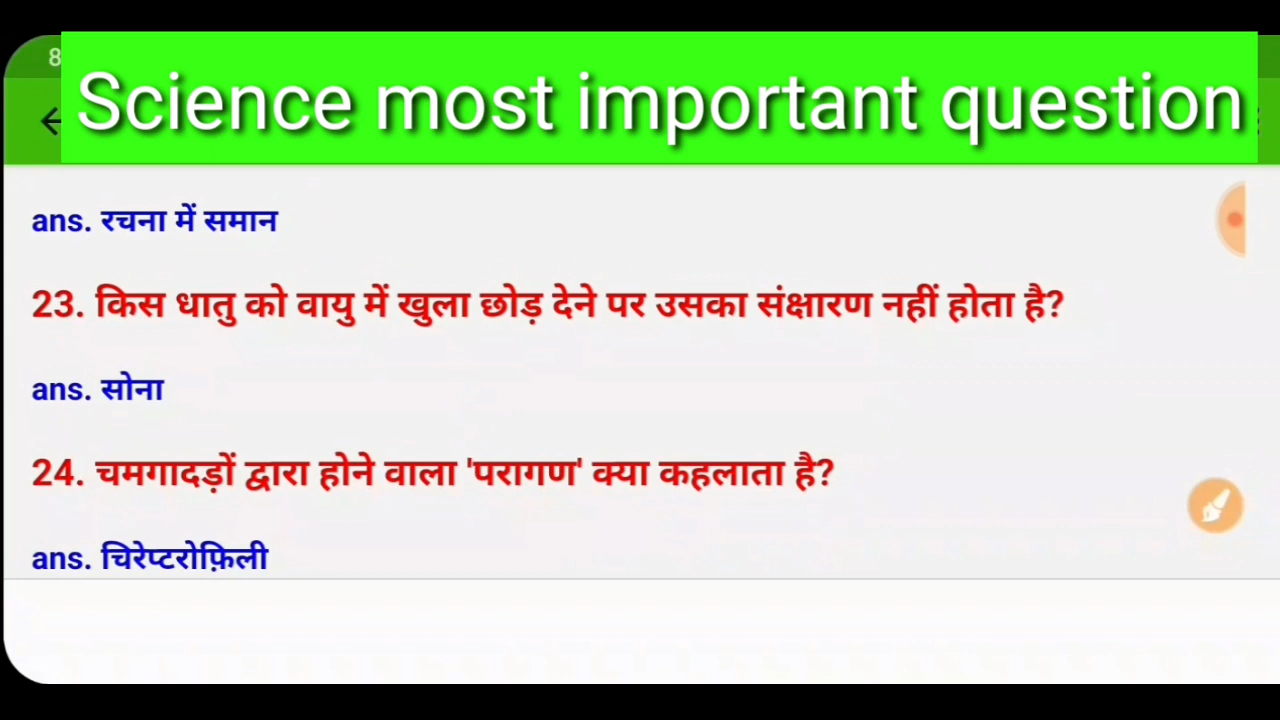 8
Science most important question
ans. रचना में समान
23. किस धातु को वायु में खुला छोड़ देने पर उसका संक्षारण नहीं होता है?
ans. सोना
24. चमगादड़ों द्वारा होने वाला 'परागण' क्या कहलाता है?
ans. चिरेप्टरोफ़िली